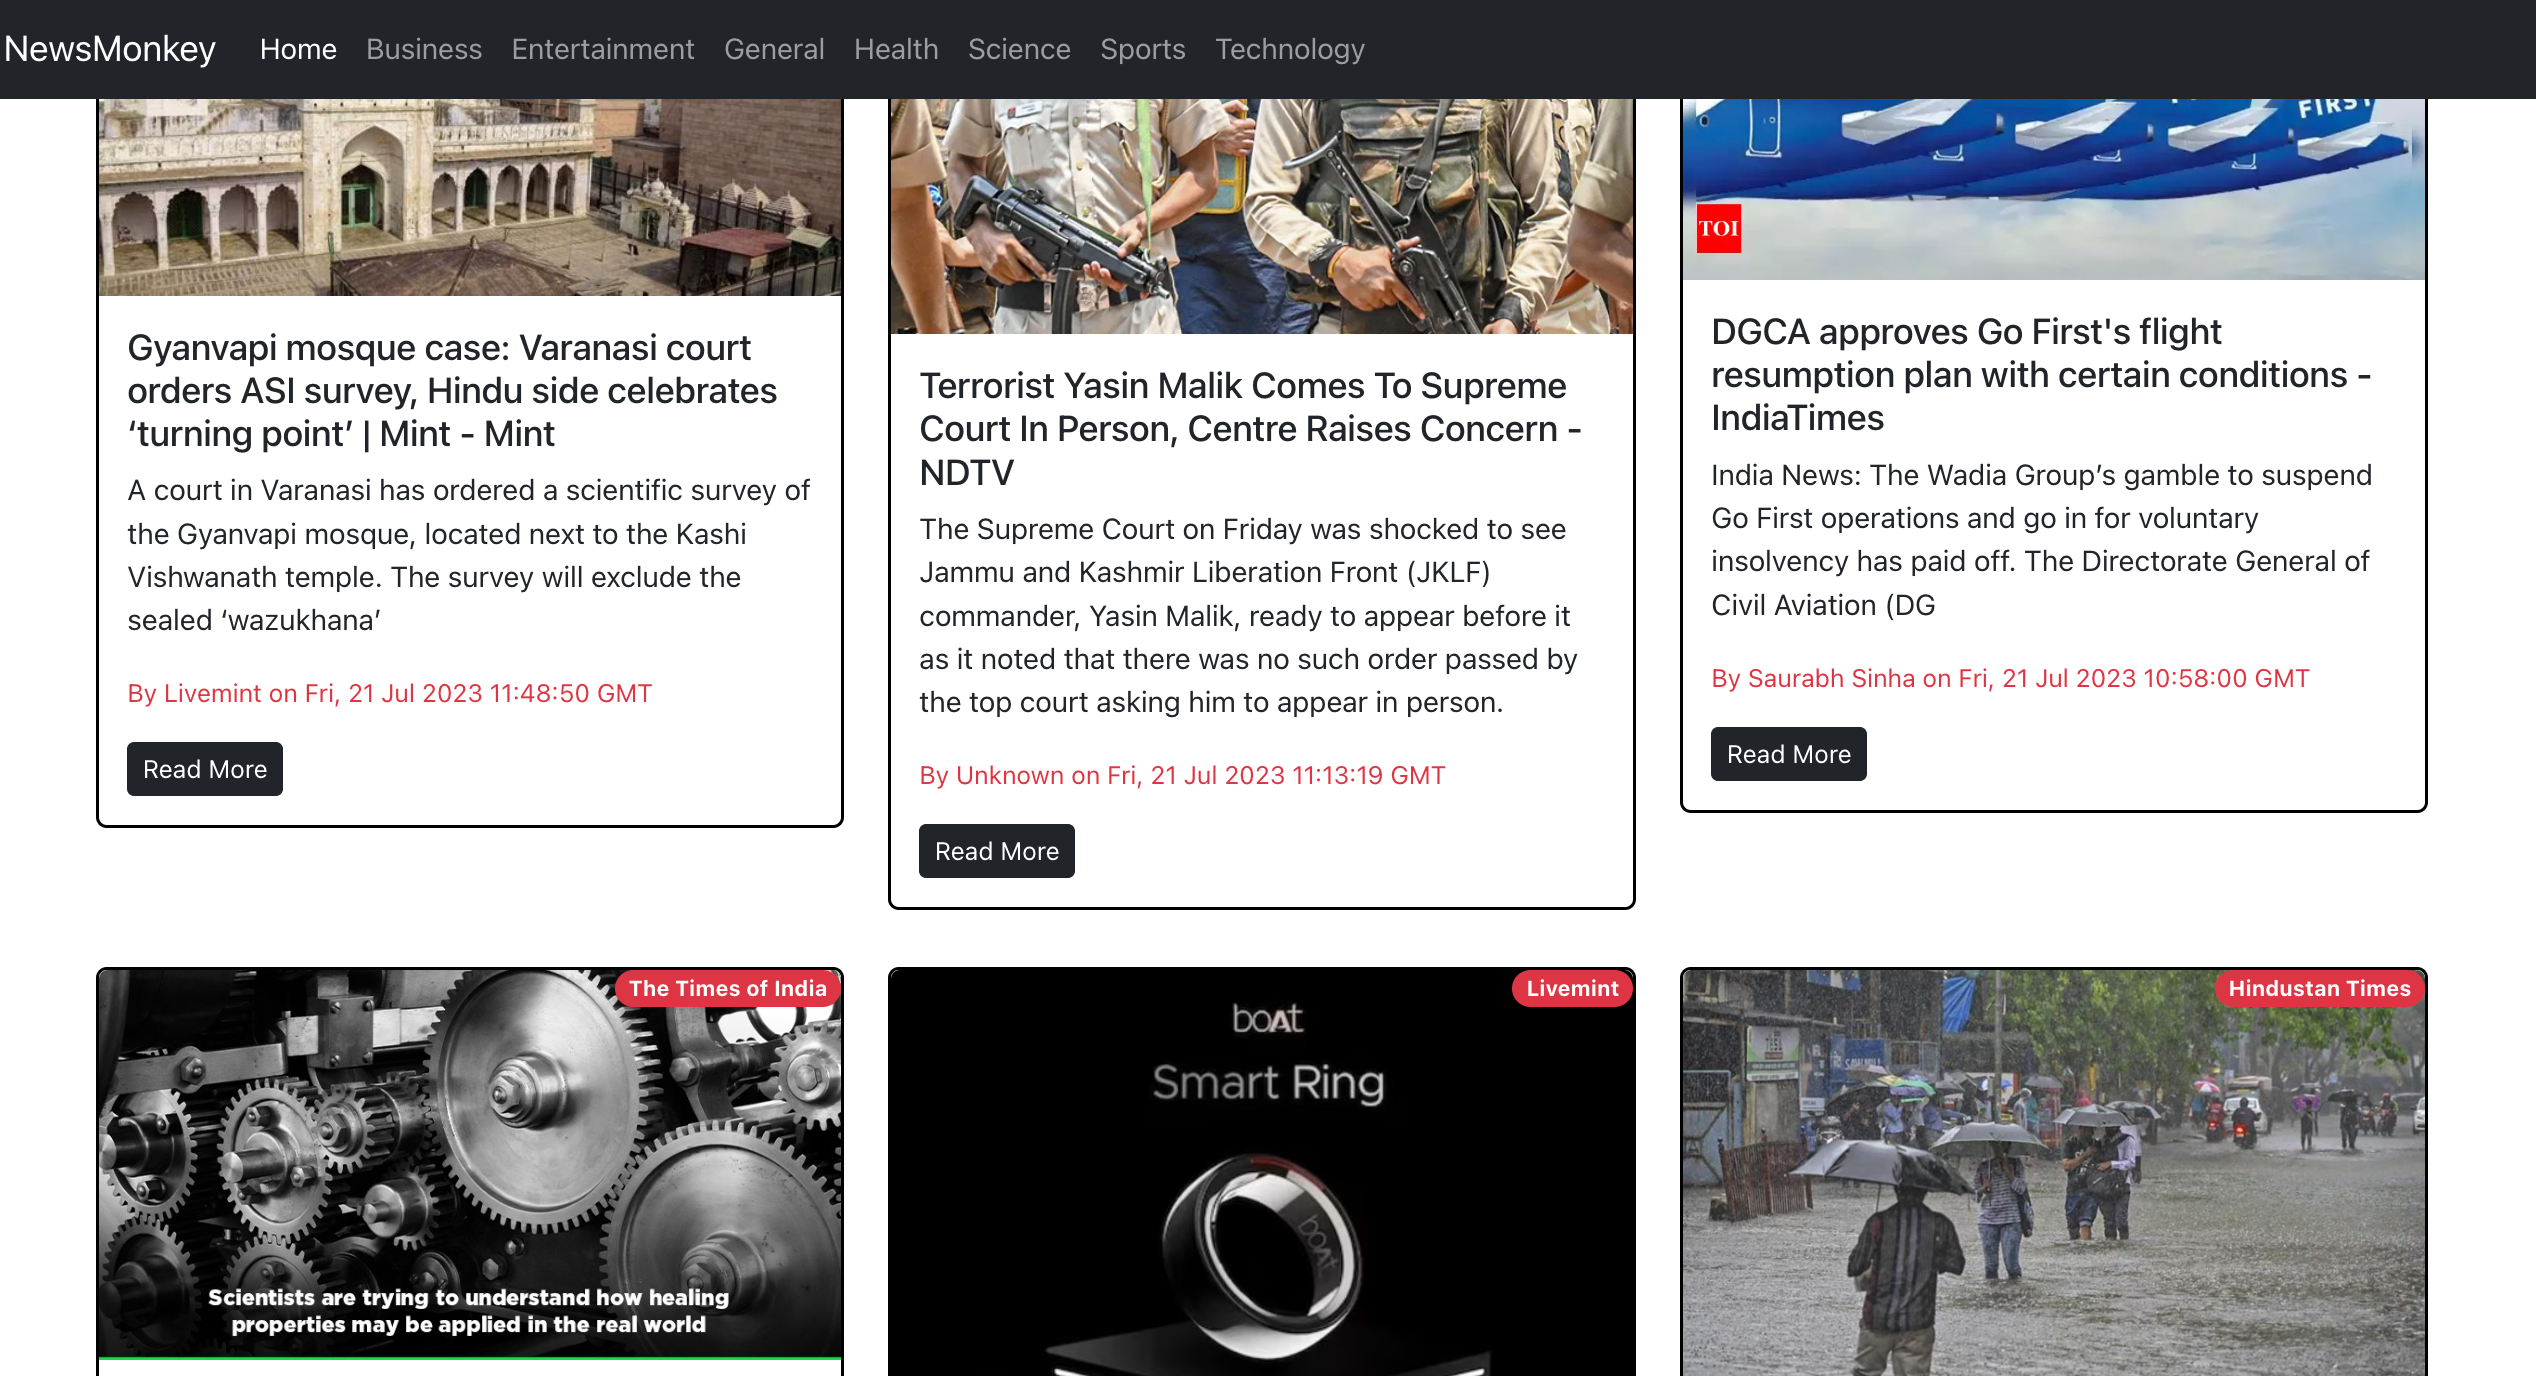 NewsMonkey Home Business Entertainment General Health Science Sports Technology
FIRST
TOI
Gyanvapi mosque case: Varanasi court
orders ASI survey, Hindu side celebrates
‘turning point’ | Mint - Mint
A court in Varanasi has ordered a scientific survey of
the Gyanvapi mosque, located next to the Kashi
Vishwanath temple. The survey will exclude the
sealed ‘wazukhana’
By Livemint on Fri, 21 Jul 2023 11:48:50 GMT
Read More
Terrorist Yasin Malik Comes To Supreme
Court In Person, Centre Raises Concern -
NDTV
The Supreme Court on Friday was shocked to see
Jammu and Kashmir Liberation Front (JKLF)
commander, Yasin Malik, ready to appear before it
as it noted that there was no such order passed by
the top court asking him to appear in person.
By Unknown on Fri, 21 Jul 2023 11:13:19 GMT
Read More
DGCA approves Go First's flight
resumption plan with certain conditions -
IndiaTimes
India News: The Wadia Group’s gamble to suspend
Go First operations and go in for voluntary
insolvency has paid off. The Directorate General of
Civil Aviation (DG
By Saurabh Sinha on Fri, 21 Jul 2023 10:58:00 GMT
Read More
The Times of India
Scientists are trying to understand how healing
properties may be applied in the real world
Livemint
boAt
Smart Ring
boAt
Hindustan Times